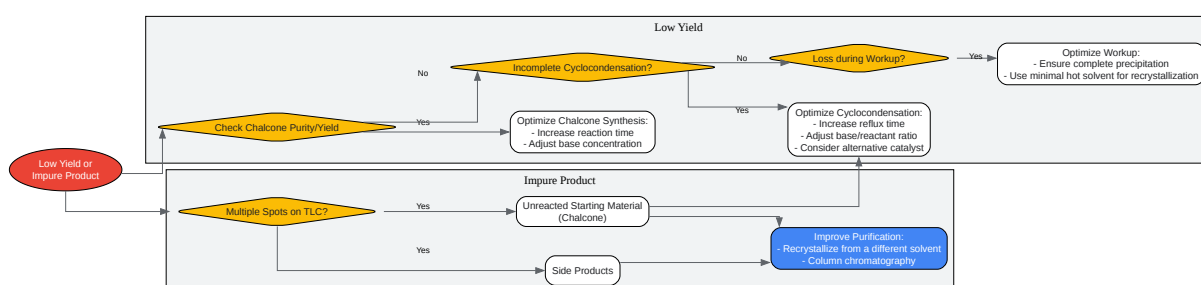 Low Yield
Loss during Workup?
No
Yes
Optimize Workup:
- Ensure complete precipitation
- Use minimal hot solvent for recrystallization
Incomplete Cyclocondensation?
No
Yes
Optimize Cyclocondensation:
- Increase reflux time
- Adjust base/reactant ratio
- Consider alternative catalyst
Check Chalcone Purity/Yield
Yes
Optimize Chalcone Synthesis:
- Increase reaction time
- Adjust base concentration
Low Yield or
Impure Product
Impure Product
Multiple Spots on TLC?
Yes
Unreacted Starting Material
(Chalcone)
Yes
Side Products
Improve Purification:
- Recrystallize from a different solvent
- Column chromatography